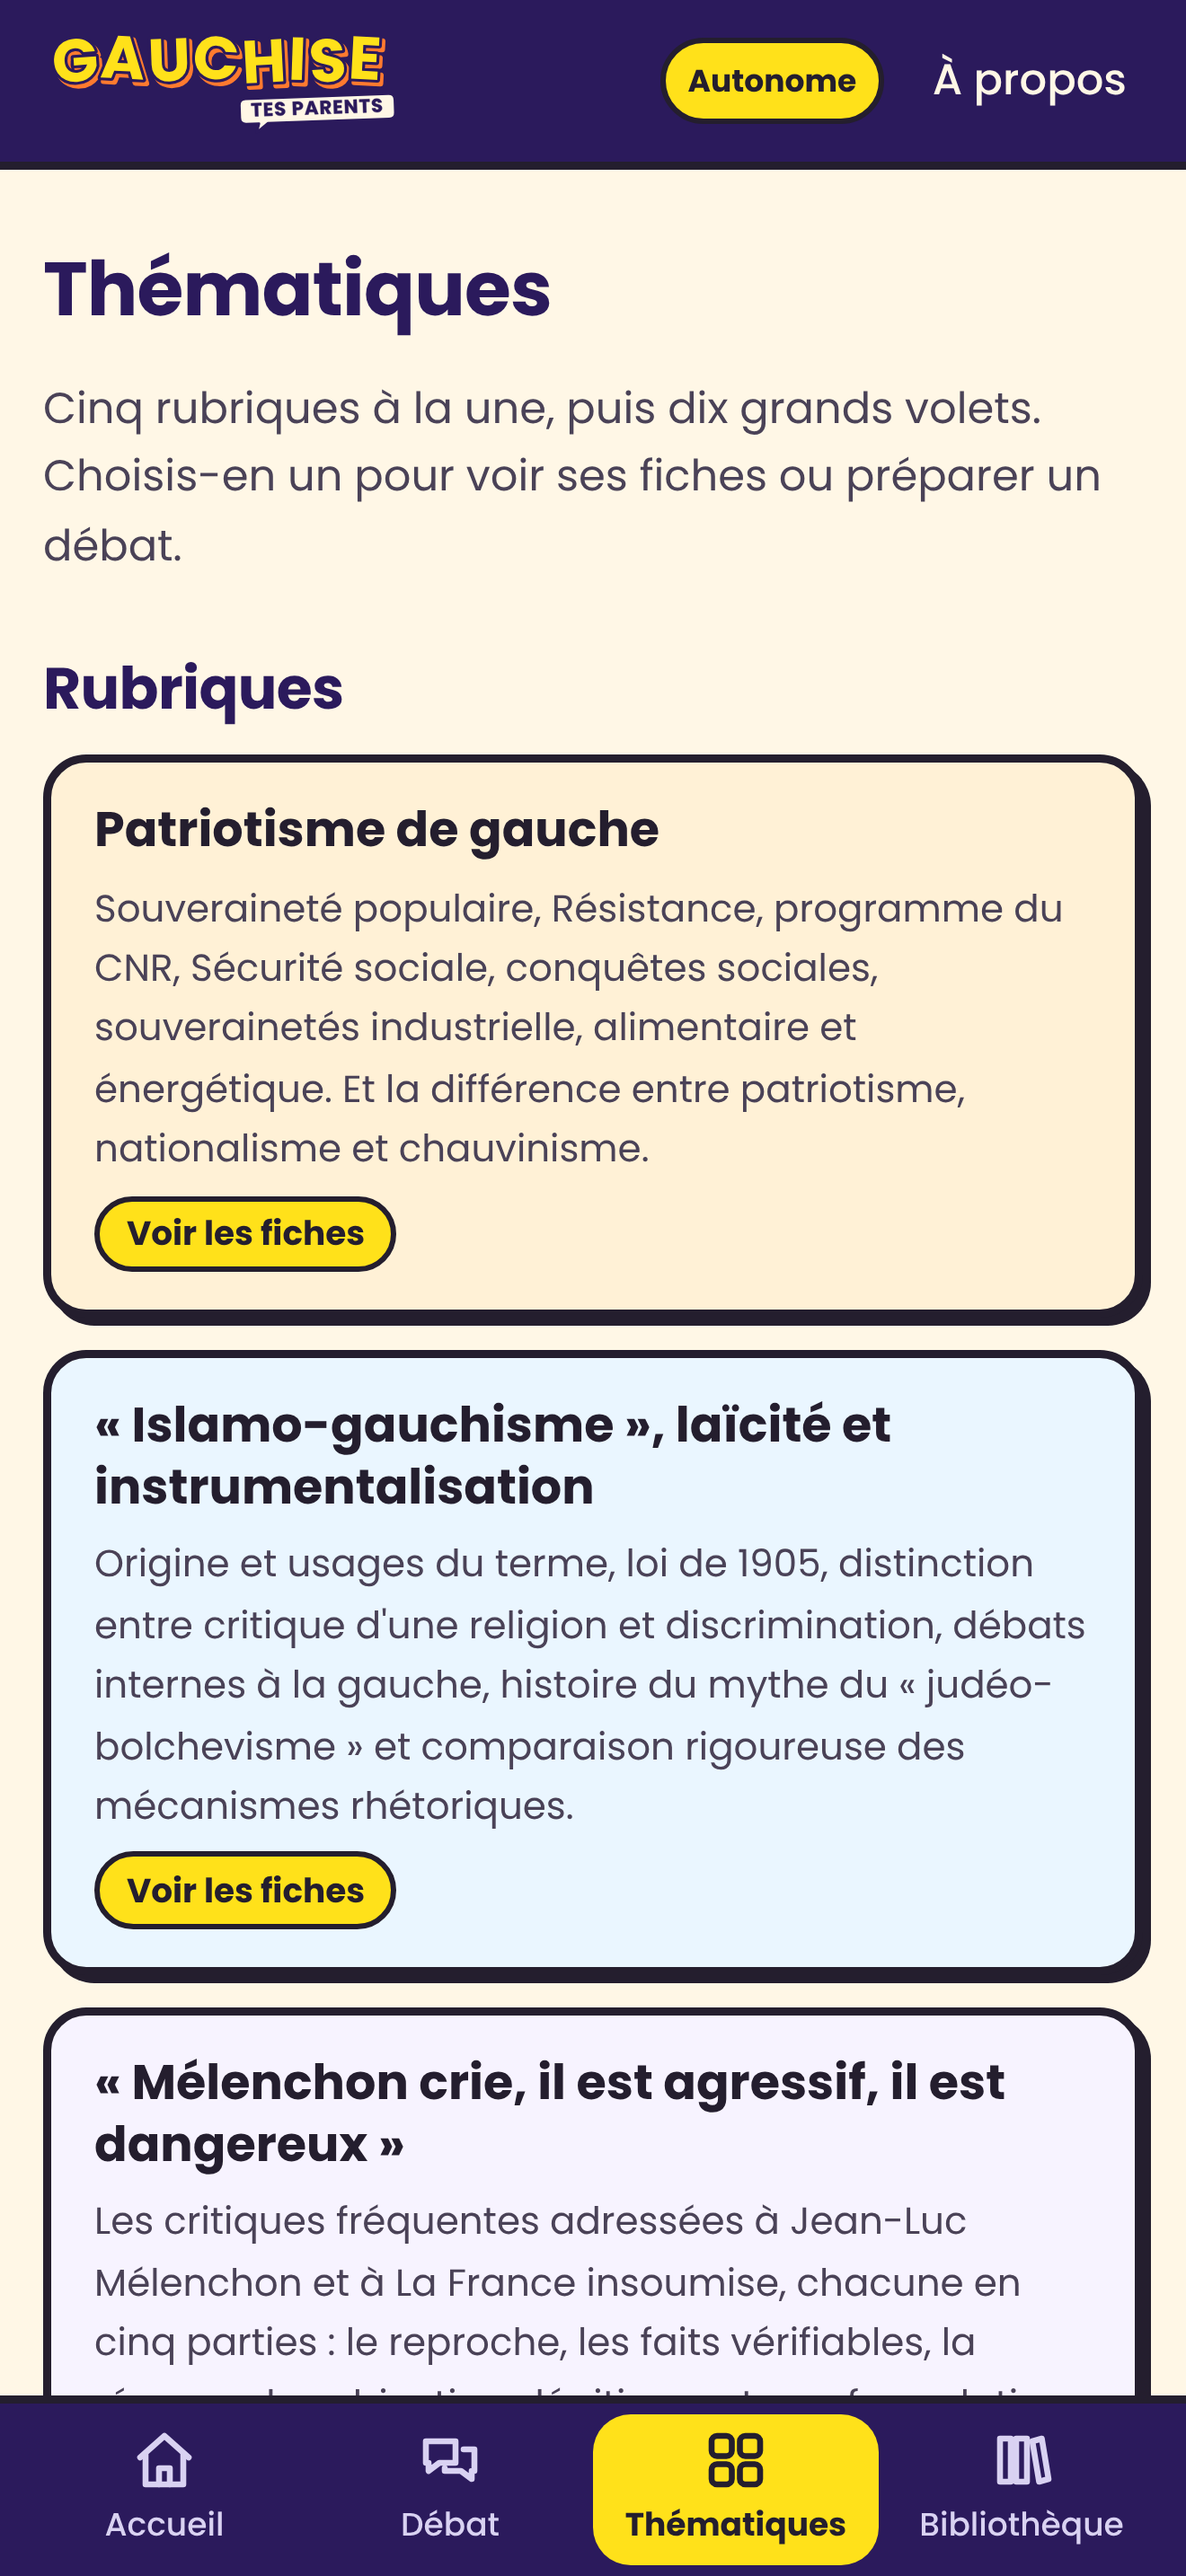 GAUCHISE
TES PARENTS
Autonome
À propos
Thématiques
Cinq rubriques à la une, puis dix grands volets.
Choisis-en un pour voir ses fiches ou préparer un
débat.
Rubriques
Patriotisme de gauche
Souveraineté populaire, Résistance, programme du
CNR, Sécurité sociale, conquêtes sociales,
souverainetés industrielle, alimentaire et
énergétique. Et la différence entre patriotisme,
nationalisme et chauvinisme.
Voir les fiches
« Islamo-gauchisme », laïcité et
instrumentalisation
Origine et usages du terme, loi de 1905, distinction
entre critique d'une religion et discrimination, débats
internes à la gauche, histoire du mythe du « judéo-
bolchevisme » et comparaison rigoureuse des
mécanismes rhétoriques.
Voir les fiches
« Mélenchon crie, il est agressif, il est
dangereux »
Les critiques fréquentes adressées à Jean-Luc
Mélenchon et à La France insoumise, chacune en
cinq parties : le reproche, les faits vérifiables, la
Accueil
Débat
Thématiques
Bibliothèque